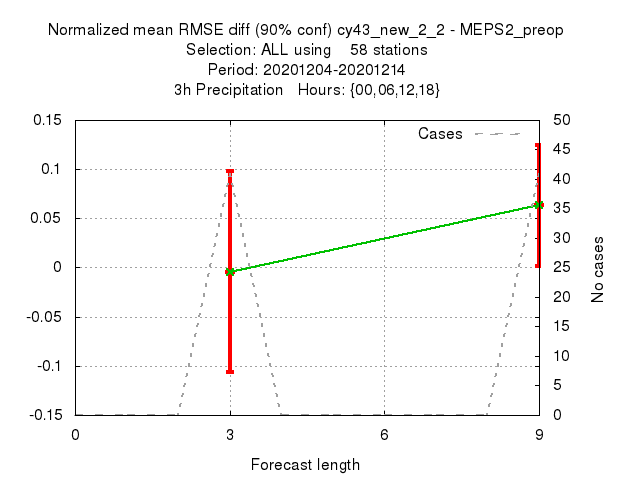 Normalized mean RMSE diff (90% conf) cy43_new_2_2 - MEPS2_preop
Selection: ALL using 58 stations
Period: 20201204-20201214
3h Precipitation Hours: {00,06,12,18}
Cases
0.15
0.1
0.05
0
-0.05
-0.1
-0.15
50
45
40
35
30
25
20
15
10
5
0
No cases
0 3 6 9
Forecast length